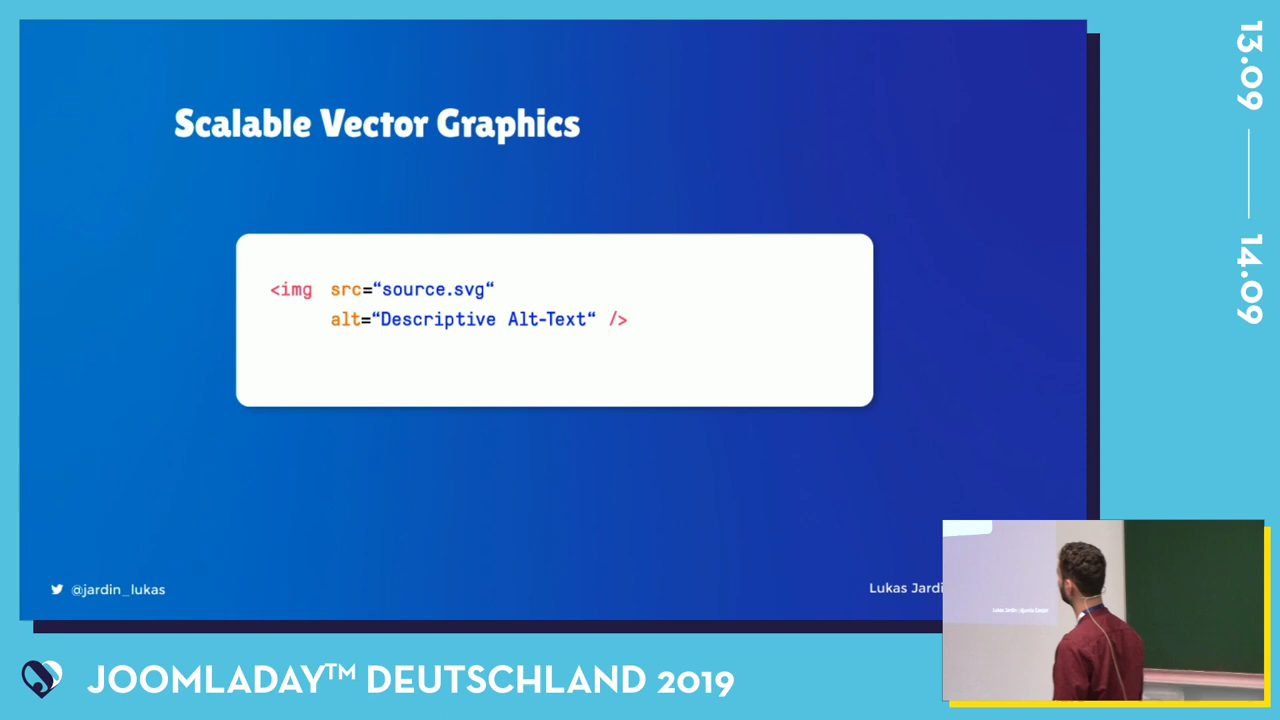 Scalable Vector Graphics
<img src=“source.svg“
alt=“Descriptive Alt-Text“ />
@jardin_lukas
Lukas Jardi
13.09
14.09
JOOMLADAY™ DEUTSCHLAND 2019